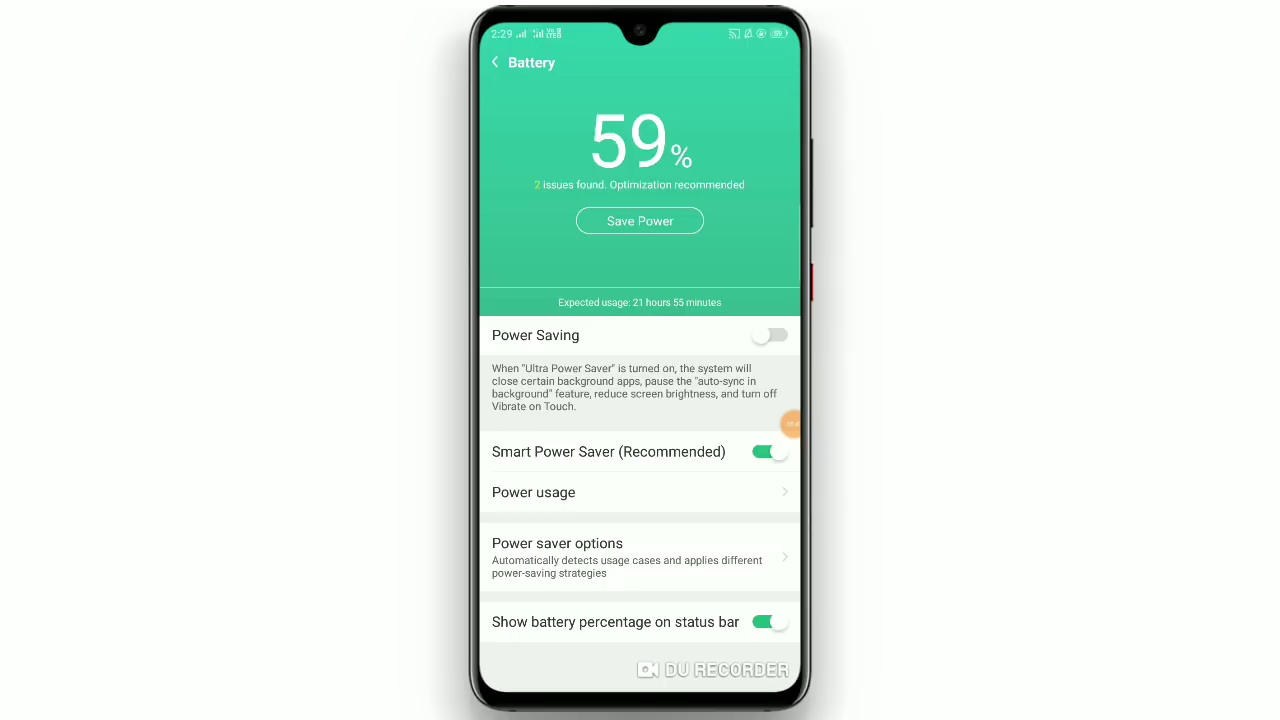 2:29
Battery
59%
2 issues found. Optimization recommended
Save Power
Expected usage: 21 hours 55 minutes
Power Saving
When "Ultra Power Saver" is turned on, the system will
close certain background apps, pause the "auto-sync in
background" feature, reduce screen brightness, and turn off
Vibrate on Touch.
Smart Power Saver (Recommended)
Power usage
Power saver options
Automatically detects usage cases and applies different
power-saving strategies
Show battery percentage on status bar
DU RECORDER